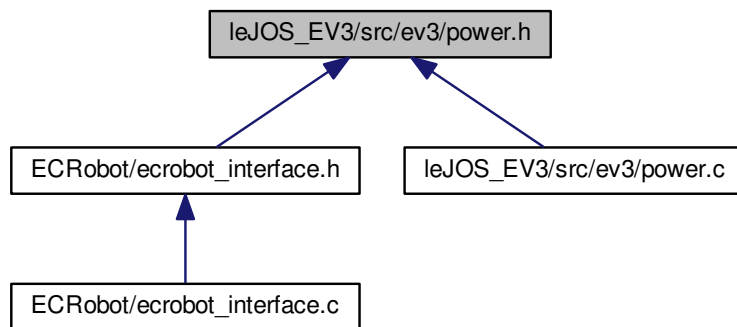 leJOS_EV3/src/ev3/power.h
ECRobot/ecrobot_interface.h
leJOS_EV3/src/ev3/power.c
ECRobot/ecrobot_interface.c